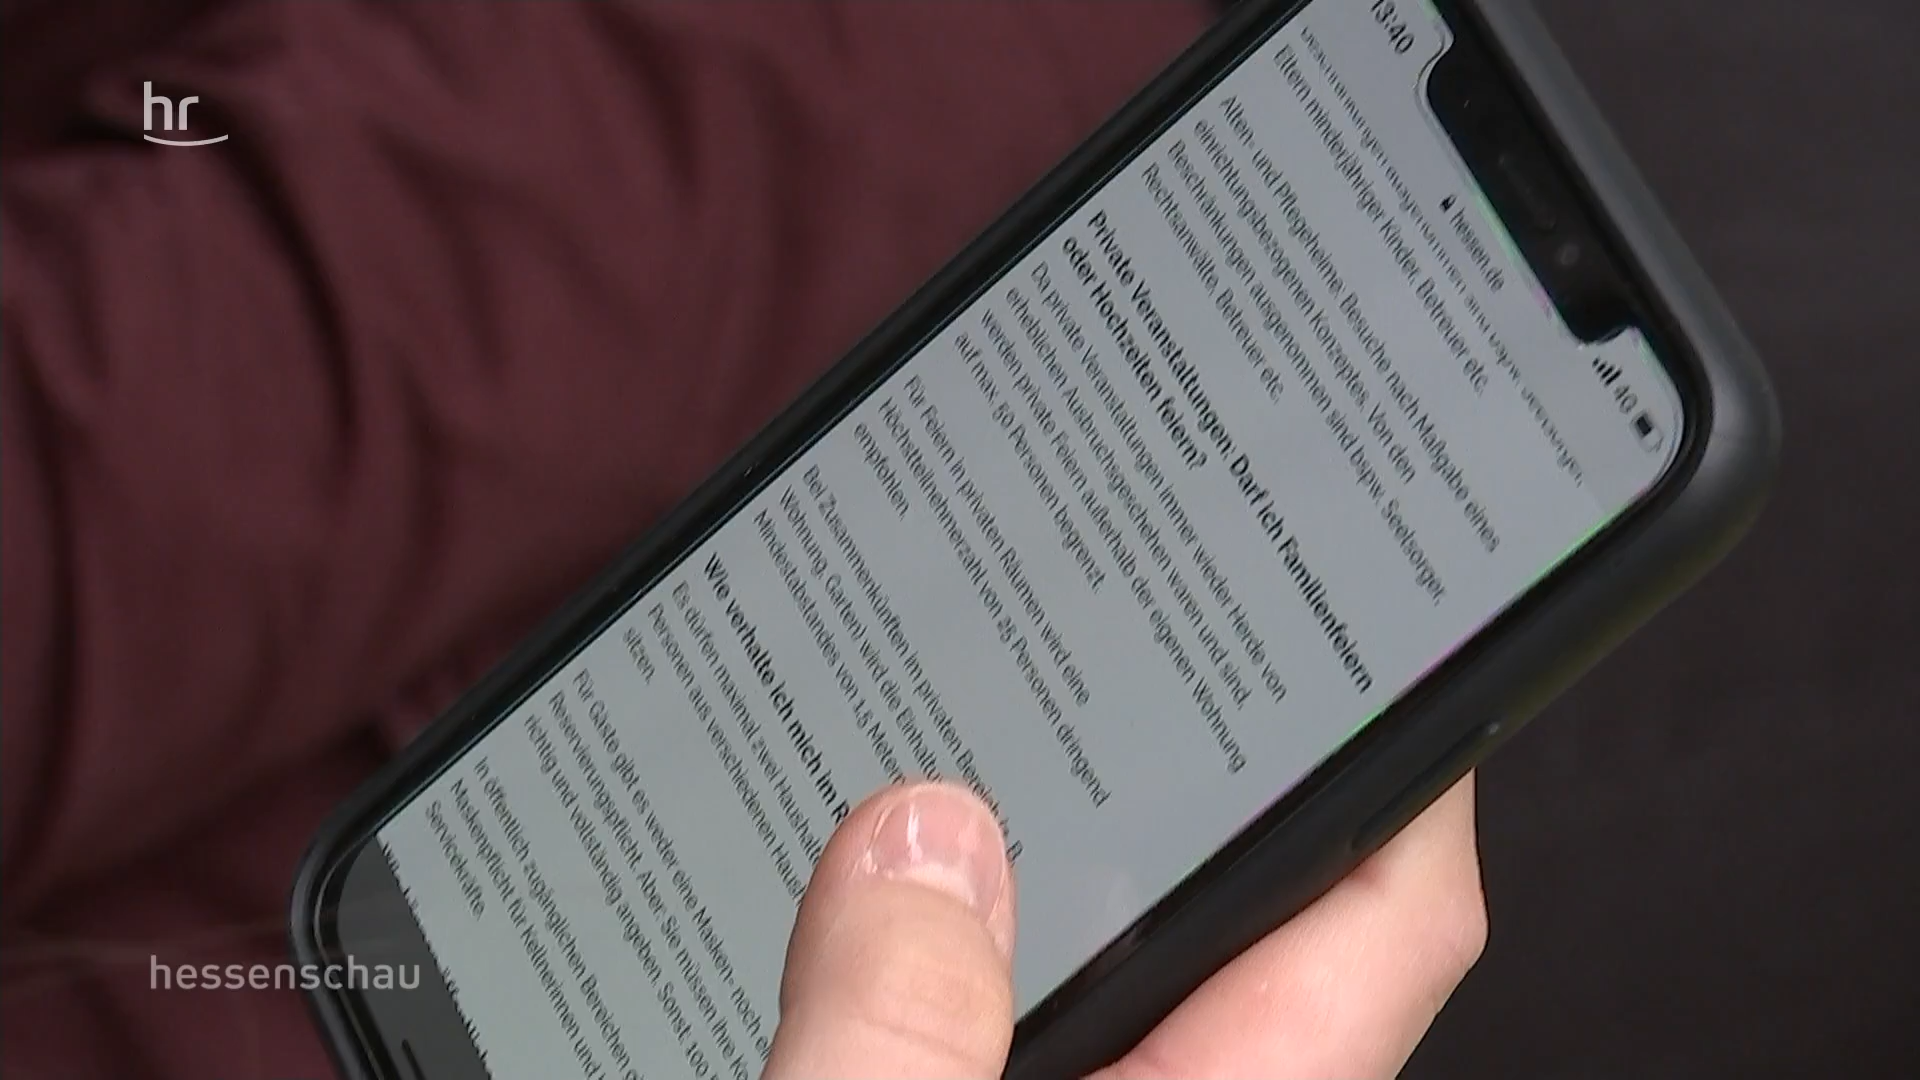 hr
hessenschau
13:40
hessen.de
4G
Eltern minderjähriger Kinder, Betreuer etc.
Alten- und Pflegeheime: Besuche nach Maßgabe eines
einrichtungsbezogenen Konzeptes. Von den
Beschränkungen ausgenommen sind bspw. Seelsorger,
Rechtsanwälte, Betreuer etc.
Private Veranstaltungen: Darf ich Familienfeiern
oder Hochzeiten feiern?
Da private Veranstaltungen immer wieder Herde von
erheblichen Ausbruchsgeschehen waren und sind,
werden private Feiern außerhalb der eigenen Wohnung
auf max. 50 Personen begrenzt.
Für Feiern in privaten Räumen wird eine
Höchstteilnehmerzahl von 25 Personen dringend
empfohlen.
Bei Zusammenkünften im privaten Bereich
Wohnung, Garten) wird die
Mindestabstandes von 1,5 Metern
Wie verhalte ich mich im
Es dürfen maximal zwei
Personen aus verschiedenen
sitzen.
Für Gäste gibt es weder eine Masken- noch
Reservierungspflicht. Aber: Sie müssen Ihre
richtig und vollständig angeben. Sonst: 100
In öffentlich zugänglichen Bereichen
Maskenpflicht für Kellnerinnen und
Servicekräfte.